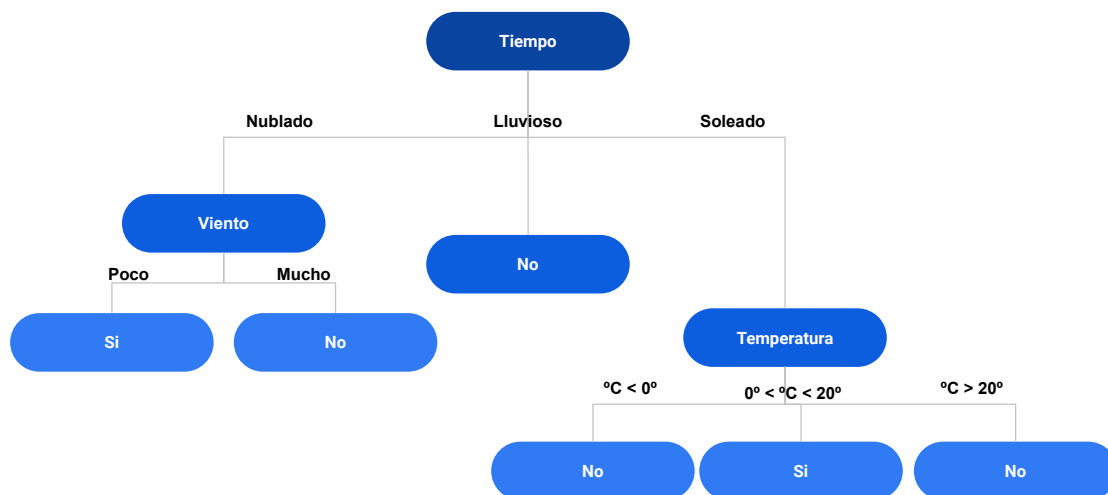 Tiempo
Nublado
Lluvioso
Soleado
Viento
No
Poco
Mucho
Si
No
Temperatura
ºC < 0º
0º < ºC < 20º
ºC > 20º
No
Si
No